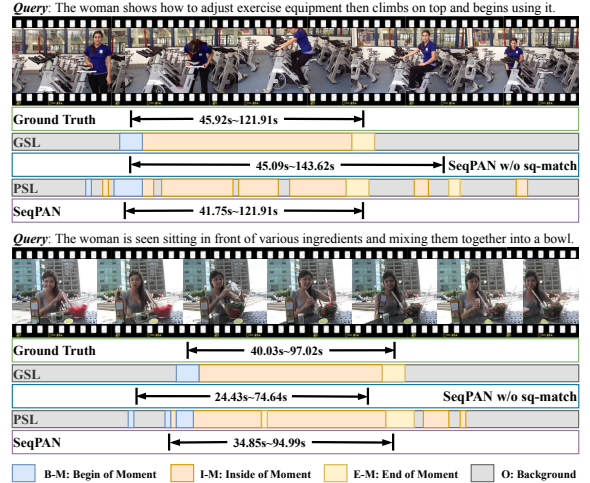 Query: The woman shows how to adjust exercise equipment then climbs on top and begins using it.
Ground Truth 45.92s~121.91s
GSL
45.09s~143.62s SeqPAN w/o sq-match
PSL
SeqPAN 41.75s~121.91s
Query: The woman is seen sitting in front of various ingredients and mixing them together into a bowl.
Ground Truth 40.03s~97.02s
GSL
24.43s~74.64s SeqPAN w/o sq-match
PSL
SeqPAN 34.85s~94.99s
B-M: Begin of Moment I-M: Inside of Moment E-M: End of Moment O: Background